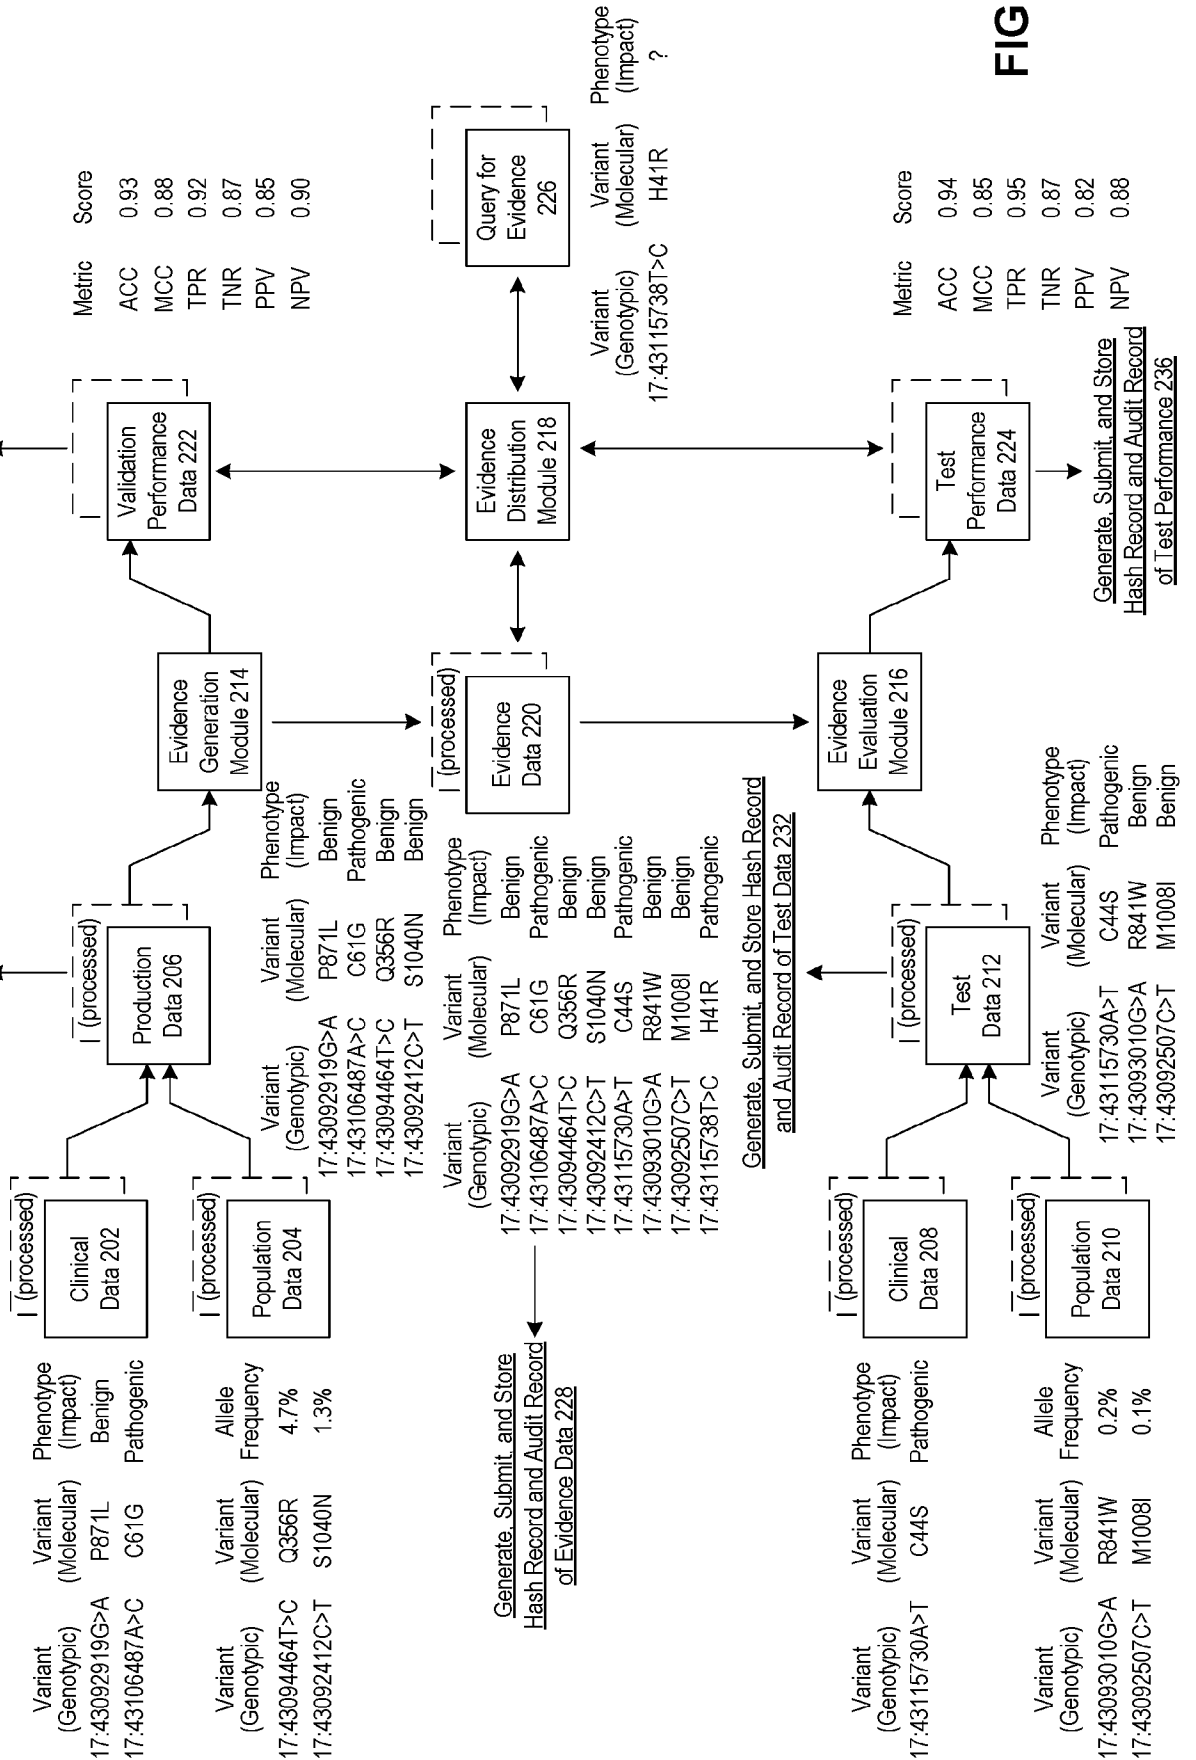 Variant
(Genotypic)
Variant
(Molecular)
Phenotype
(Impact)
17:43092919G>A P871L Benign
17:43106487A>C C61G Pathogenic
(processed)
Clinical
Data 202
Variant
(Genotypic)
Variant
(Molecular)
Allele
Frequency
17:43094464T>C Q356R 4.7%
17:43092412C>T S1040N 1.3%
(processed)
Population
Data 204
(processed)
Production
Data 206
Variant
(Genotypic)
Variant
(Molecular)
Phenotype
(Impact)
17:43092919G>A P871L Benign
17:43106487A>C C61G Pathogenic
17:43094464T>C Q356R Benign
17:43092412C>T S1040N Benign
Evidence
Generation
Module 214
Validation
Performance
Data 222
Metric Score
ACC 0.93
MCC 0.88
TPR 0.92
TNR 0.87
PPV 0.85
NPV 0.90
Generate, Submit, and Store
Hash Record and Audit Record
of Evidence Data 228
Variant
(Genotypic)
Variant
(Molecular)
Phenotype
(Impact)
17:43092919G>A P871L Benign
17:43106487A>C C61G Pathogenic
17:43094464T>C Q356R Benign
17:43092412C>T S1040N Benign
17:43115730A>T C44S Pathogenic
17:43093010G>A R841W Benign
17:43092507C>T M1008I Benign
17:43115738T>C H41R Pathogenic
(processed)
Evidence
Data 220
Evidence
Distribution
Module 218
Query for
Evidence
226
Variant
(Genotypic)
Variant
(Molecular)
Phenotype
(Impact)
17:43115738T>C H41R ?
Generate, Submit, and Store Hash Record
and Audit Record of Test Data 232
Variant
(Genotypic)
Variant
(Molecular)
Phenotype
(Impact)
17:43115730A>T C44S Pathogenic
(processed)
Clinical
Data 208
Variant
(Genotypic)
Variant
(Molecular)
Allele
Frequency
17:43093010G>A R841W 0.2%
17:43092507C>T M1008I 0.1%
(processed)
Population
Data 210
(processed)
Test
Data 212
Variant
(Genotypic)
Variant
(Molecular)
Phenotype
(Impact)
17:43115730A>T C44S Pathogenic
17:43093010G>A R841W Benign
17:43092507C>T M1008I Benign
Evidence
Evaluation
Module 216
Test
Performance
Data 224
Metric Score
ACC 0.94
MCC 0.85
TPR 0.95
TNR 0.87
PPV 0.82
NPV 0.88
Generate, Submit, and Store
Hash Record and Audit Record
of Test Performance 236
FIG